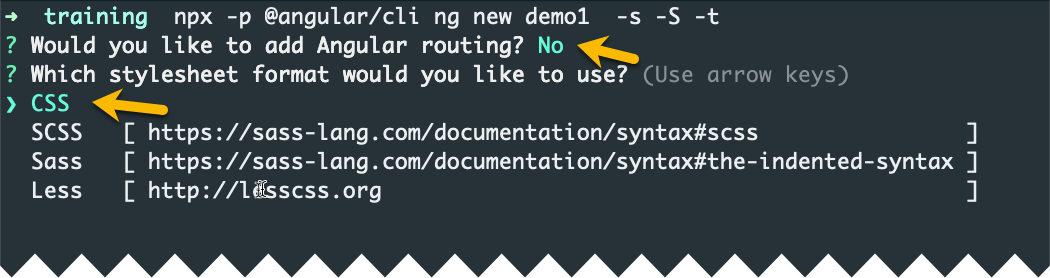 ➜ training npx -p @angular/cli ng new demo1 -s -S -t
? Would you like to add Angular routing? No
? Which stylesheet format would you like to use? (Use arrow keys)
❯ CSS
SCSS [ https://sass-lang.com/documentation/syntax#scss ]
Sass [ https://sass-lang.com/documentation/syntax#the-indented-syntax ]
Less [ http://lesscss.org ]